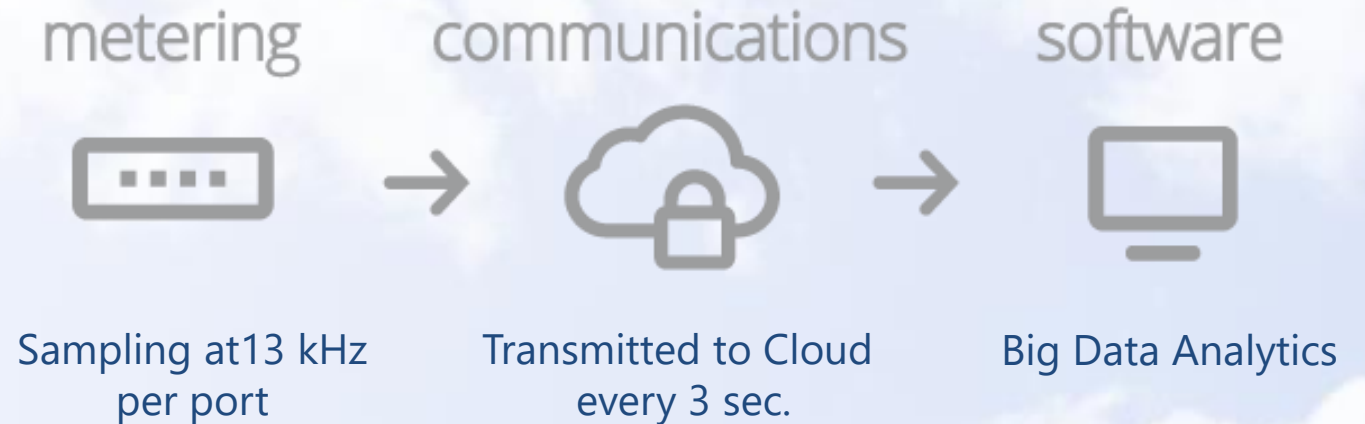 metering
communications
software
Sampling at13 kHz
per port
Transmitted to Cloud
every 3 sec.
Big Data Analytics